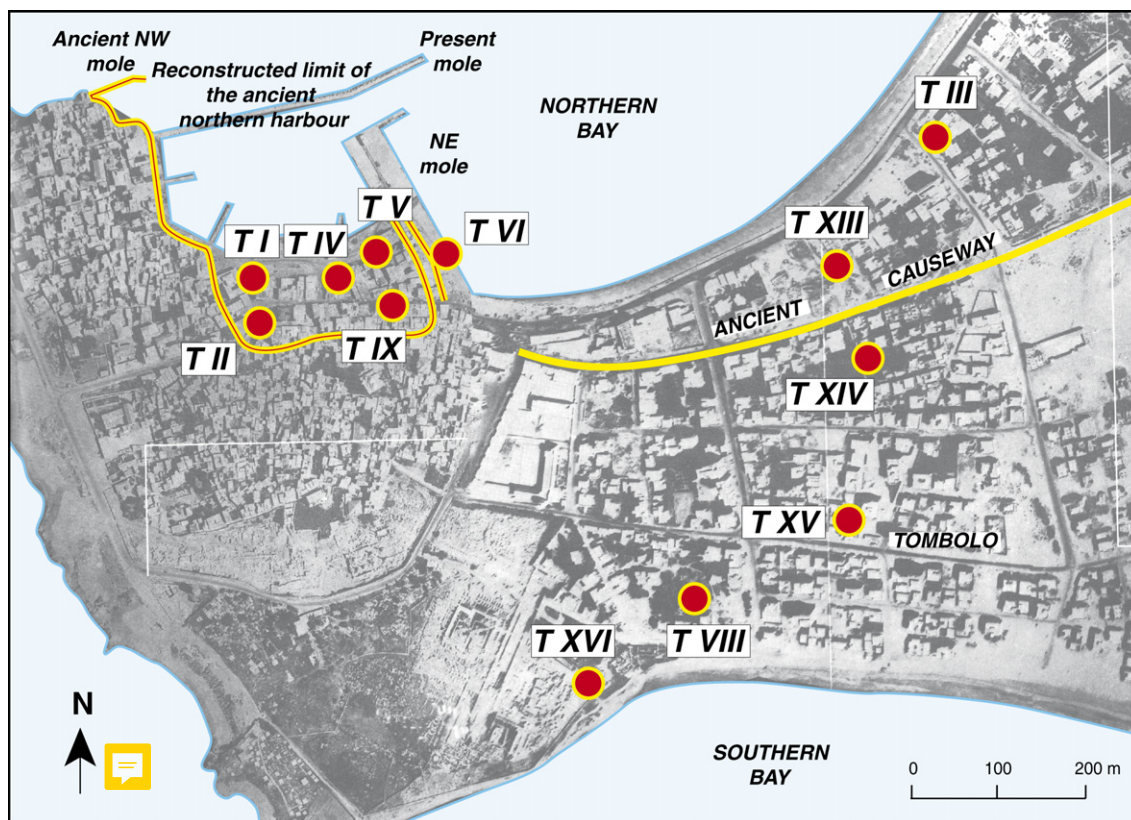 Ancient NW
mole
Reconstructed limit of
the ancient
northern harbour
Present
mole
NE
mole
NORTHERN
BAY
T III
T V
T I
T IV
T VI
T XIII
CAUSEWAY
ANCIENT
T II
T IX
T XIV
T XV
TOMBOLO
T XVI
T VIII
N
SOUTHERN
BAY
0 100 200 m